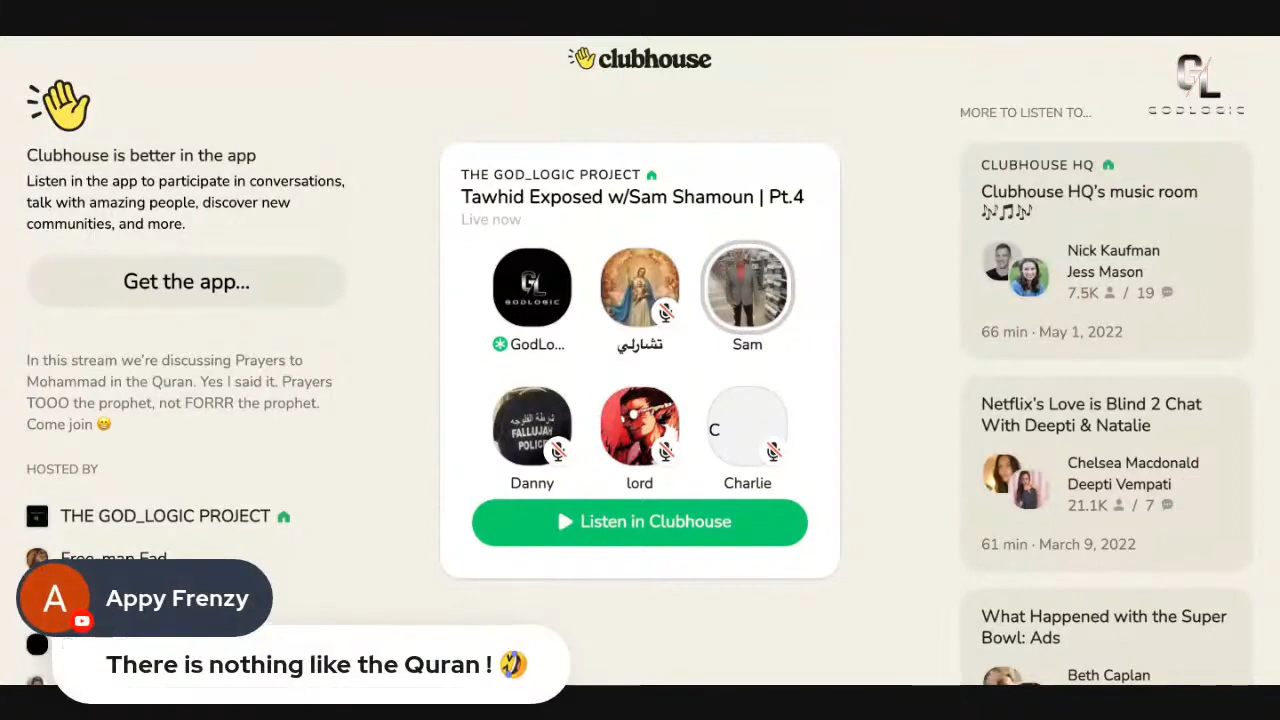 clubhouse
GL
GODLOGIC
Clubhouse is better in the app
Listen in the app to participate in conversations,
talk with amazing people, discover new
communities, and more.
Get the app...
In this stream we're discussing Prayers to
Mohammad in the Quran. Yes I said it. Prayers
TOOO the prophet, not FORRR the prophet.
Come join 😁
HOSTED BY
THE GOD_LOGIC PROJECT
Free-man Fad
THE GOD_LOGIC PROJECT
Tawhid Exposed w/Sam Shamoun | Pt.4
Live now
GL
GODLOGIC
GodLo...
تشارلي
Sam
شرطة الفلوجه
FALLUJAH
POLICE
Danny
lord
C
Charlie
Listen in Clubhouse
MORE TO LISTEN TO...
CLUBHOUSE HQ
Clubhouse HQ's music room
🎶🎵🎶
Nick Kaufman
Jess Mason
7.5K / 19
66 min · May 1, 2022
Netflix's Love is Blind 2 Chat
With Deepti & Natalie
Chelsea Macdonald
Deepti Vempati
21.1K / 7
61 min · March 9, 2022
What Happened with the Super
Bowl: Ads
Beth Caplan
A
Appy Frenzy
There is nothing like the Quran ! 🤣